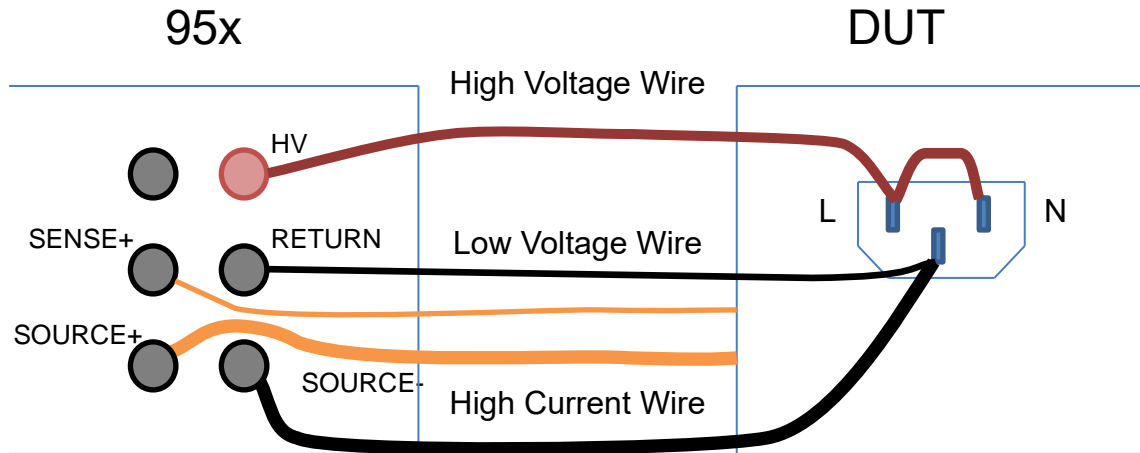 95x
DUT
High Voltage Wire
HV
L
N
SENSE+
RETURN
Low Voltage Wire
SOURCE+
SOURCE-
High Current Wire